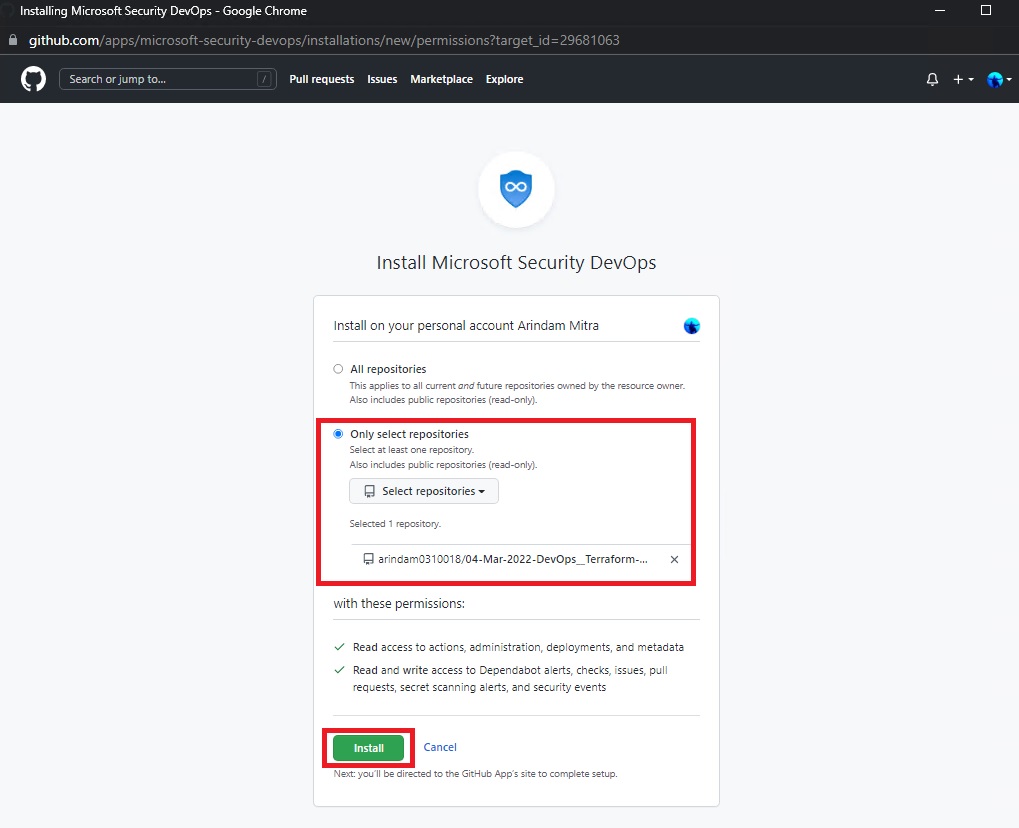 Installing Microsoft Security DevOps - Google Chrome
github.com/apps/microsoft-security-devops/installations/new/permissions?target_id=29681063
Search or jump to... /
Pull requests Issues Marketplace Explore
Install Microsoft Security DevOps
Install on your personal account Arindam Mitra
All repositories
This applies to all current and future repositories owned by the resource owner.
Also includes public repositories (read-only).
Only select repositories
Select at least one repository.
Also includes public repositories (read-only).
Select repositories
Selected 1 repository.
arindam0310018/04-Mar-2022-DevOps__Terraform-...
with these permissions:
Read access to actions, administration, deployments, and metadata
Read and write access to Dependabot alerts, checks, issues, pull
requests, secret scanning alerts, and security events
Install Cancel
Next: you'll be directed to the GitHub App's site to complete setup.